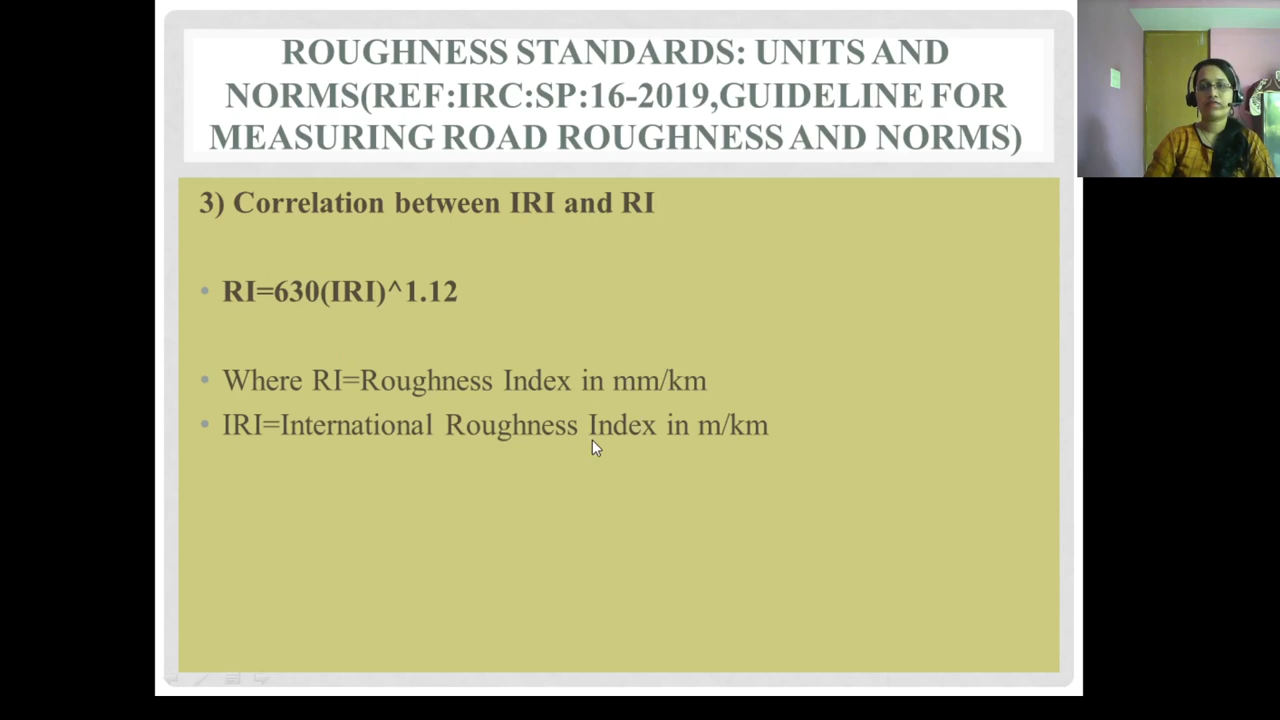 ROUGHNESS STANDARDS: UNITS AND
NORMS(REF:IRC:SP:16-2019,GUIDELINE FOR
MEASURING ROAD ROUGHNESS AND NORMS)
3) Correlation between IRI and RI
• RI=630(IRI)^1.12
• Where RI=Roughness Index in mm/km
• IRI=International Roughness Index in m/km